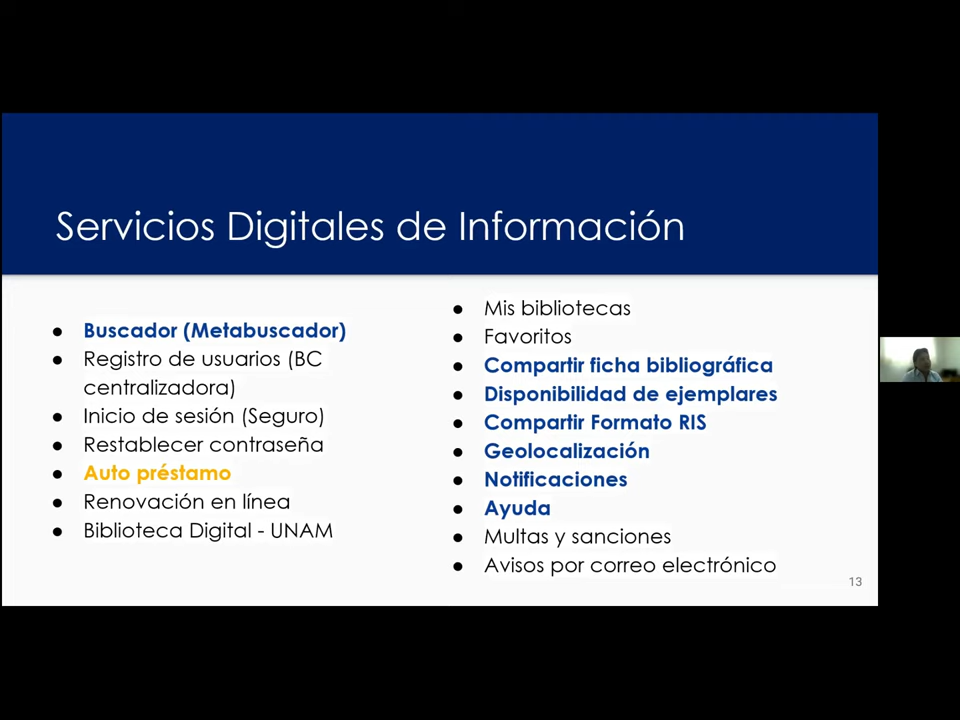 Servicios Digitales de Información
● Buscador (Metabuscador)
● Registro de usuarios (BC
centralizadora)
● Inicio de sesión (Seguro)
● Restablecer contraseña
● Auto préstamo
● Renovación en línea
● Biblioteca Digital - UNAM
● Mis bibliotecas
● Favoritos
● Compartir ficha bibliográfica
● Disponibilidad de ejemplares
● Compartir Formato RIS
● Geolocalización
● Notificaciones
● Ayuda
● Multas y sanciones
● Avisos por correo electrónico
13